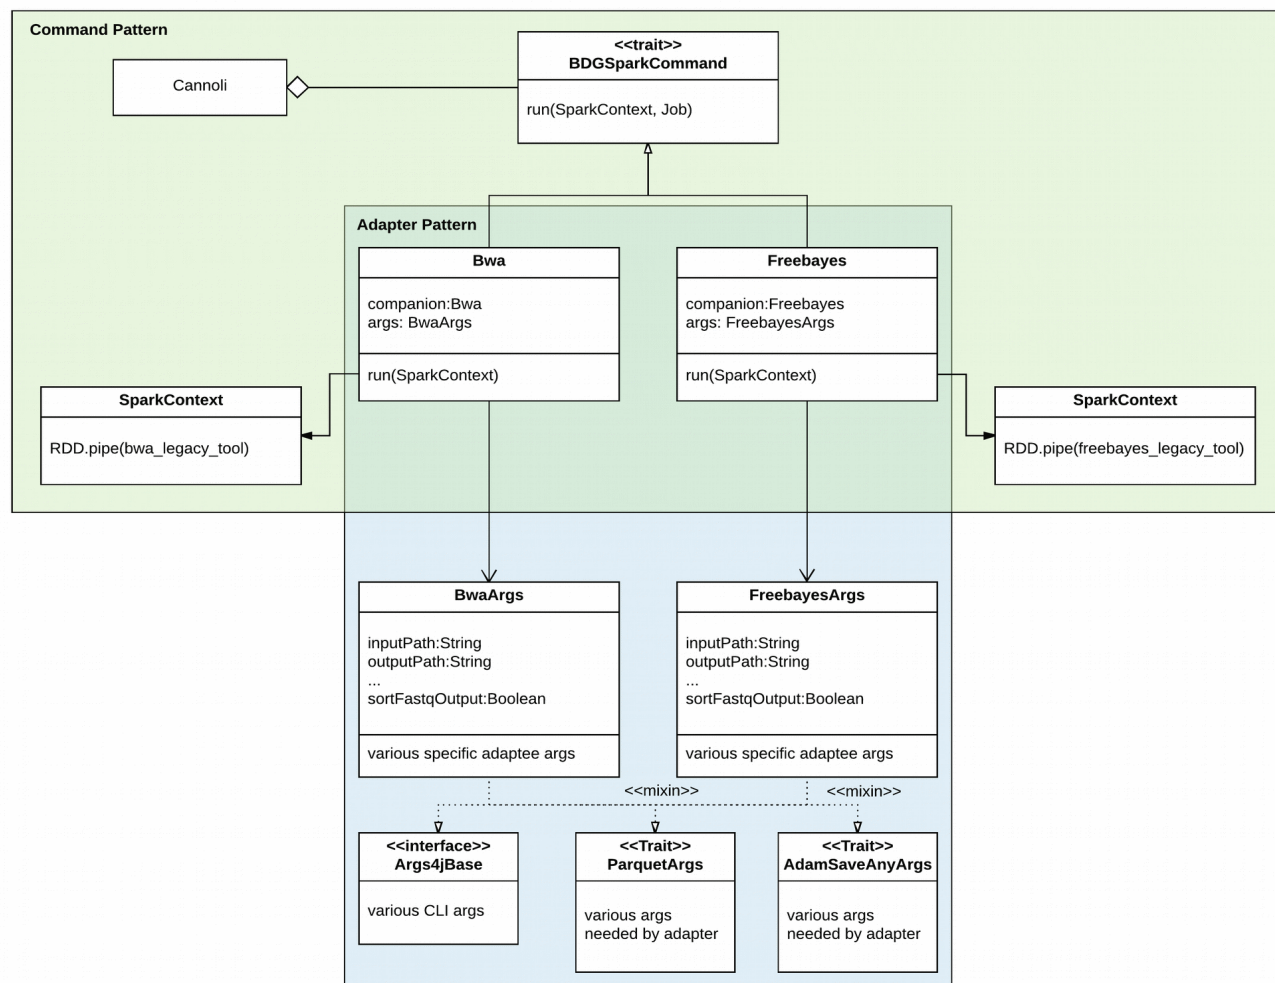 Command Pattern
<<trait>>
BDGSparkCommand
Cannoli
run(SparkContext, Job)
Adapter Pattern
Bwa
companion:Bwa
args: BwaArgs
run(SparkContext)
Freebayes
companion:Freebayes
args: FreebayesArgs
run(SparkContext)
SparkContext
RDD.pipe(bwa_legacy_tool)
SparkContext
RDD.pipe(freebayes_legacy_tool)
BwaArgs
inputPath:String
outputPath:String
...
sortFastqOutput:Boolean
various specific adaptee args
FreebayesArgs
inputPath:String
outputPath:String
...
sortFastqOutput:Boolean
various specific adaptee args
<<mixin>>
<<mixin>>
<<interface>>
Args4jBase
various CLI args
<<Trait>>
ParquetArgs
various args
needed by adapter
<<Trait>>
AdamSaveAnyArgs
various args
needed by adapter